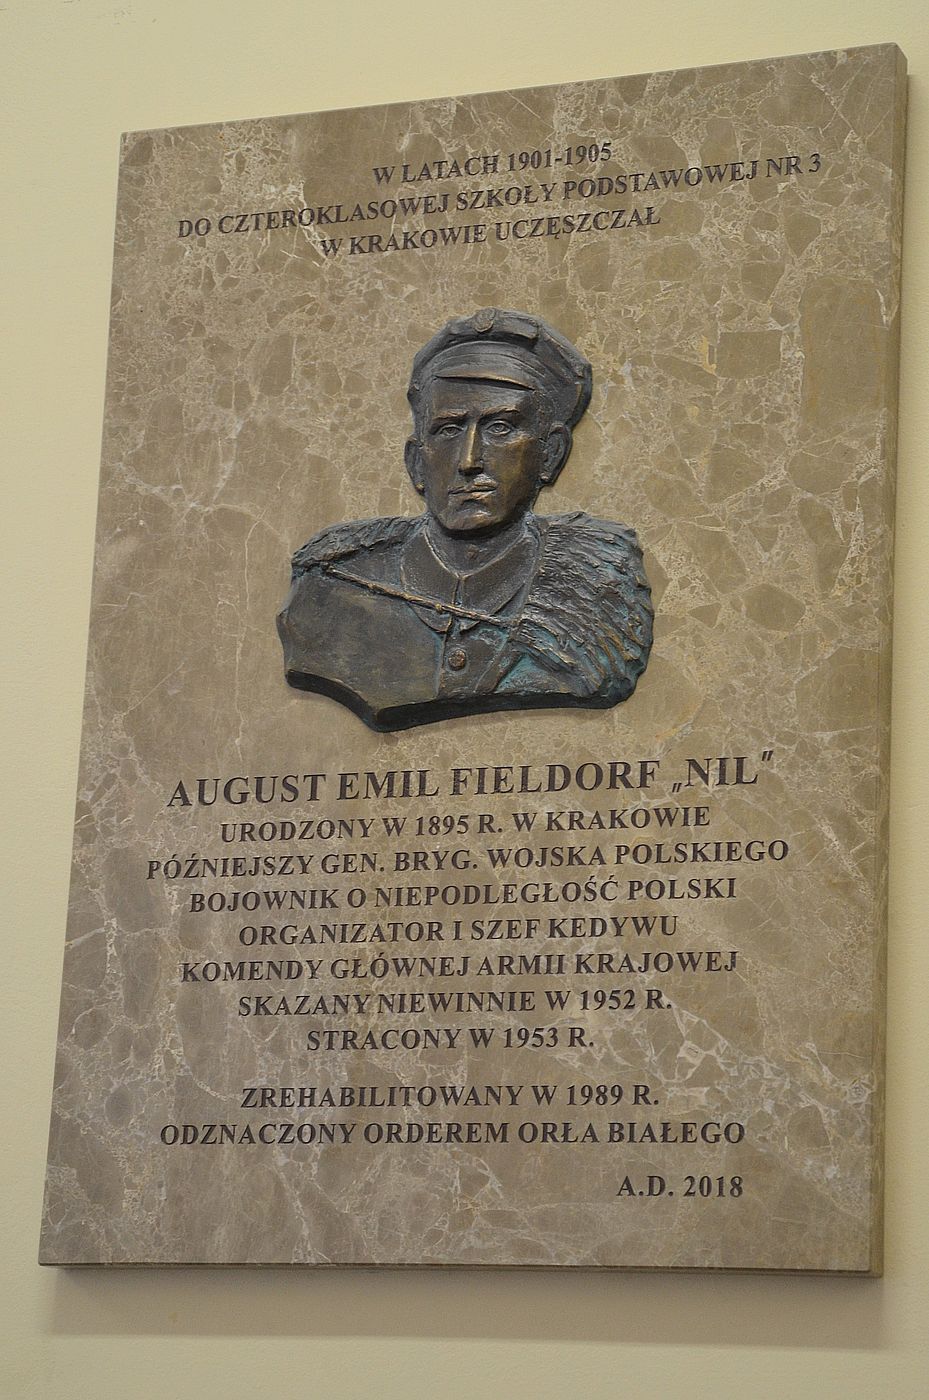 W LATACH 1901-1905
DO CZTEROKLASOWEJ SZKOŁY PODSTAWOWEJ NR 3
W KRAKOWIE UCZĘSZCZAŁ
AUGUST EMIL FIELDORF „NIL”
URODZONY W 1895 R. W KRAKOWIE
PÓŹNIEJSZY GEN. BRYG. WOJSKA POLSKIEGO
BOJOWNIK O NIEPODLEGŁOŚĆ POLSKI
ORGANIZATOR I SZEF KEDYWU
KOMENDY GŁÓWNEJ ARMII KRAJOWEJ
SKAZANY NIEWINNIE W 1952 R.
STRACONY W 1953 R.
ZREHABILITOWANY W 1989 R.
ODZNACZONY ORDEREM ORŁA BIAŁEGO
A.D. 2018